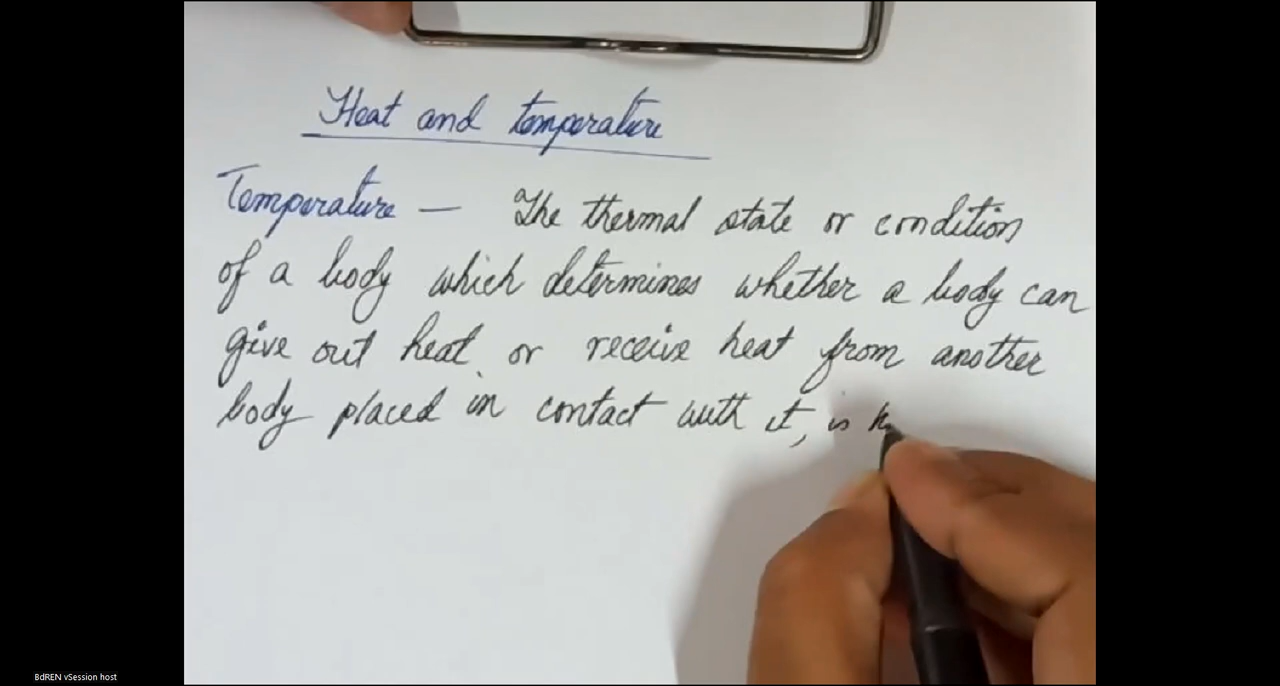 Heat and temperature
Temperature — The thermal state or condition
of a body which determines whether a body can
give out heat or receive heat from another
body placed in contact with it, is
BdREN vSession host